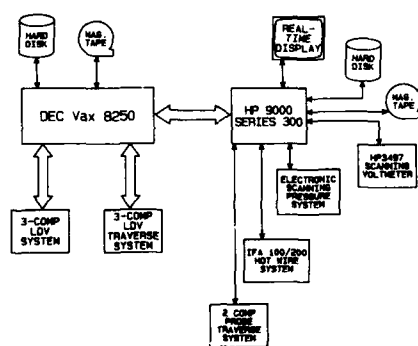 HARD
DISK
MAG.
TAPE
REAL-
TIME
DISPLAY
HARD
DISK
DEC Vax 8250
HP 9000
SERIES 300
MAG.
TAPE
HP3497
SCANNING
VOLTMETER
ELECTRONIC
SCANNING
PRESSURE
SYSTEM
3-COMP
LDV
SYSTEM
3-COMP
LDV
TRAVERSE
SYSTEM
IFA 100/200
HOT WIRE
SYSTEM
2 COMP
PROBE
TRAVERSE
SYSTEM